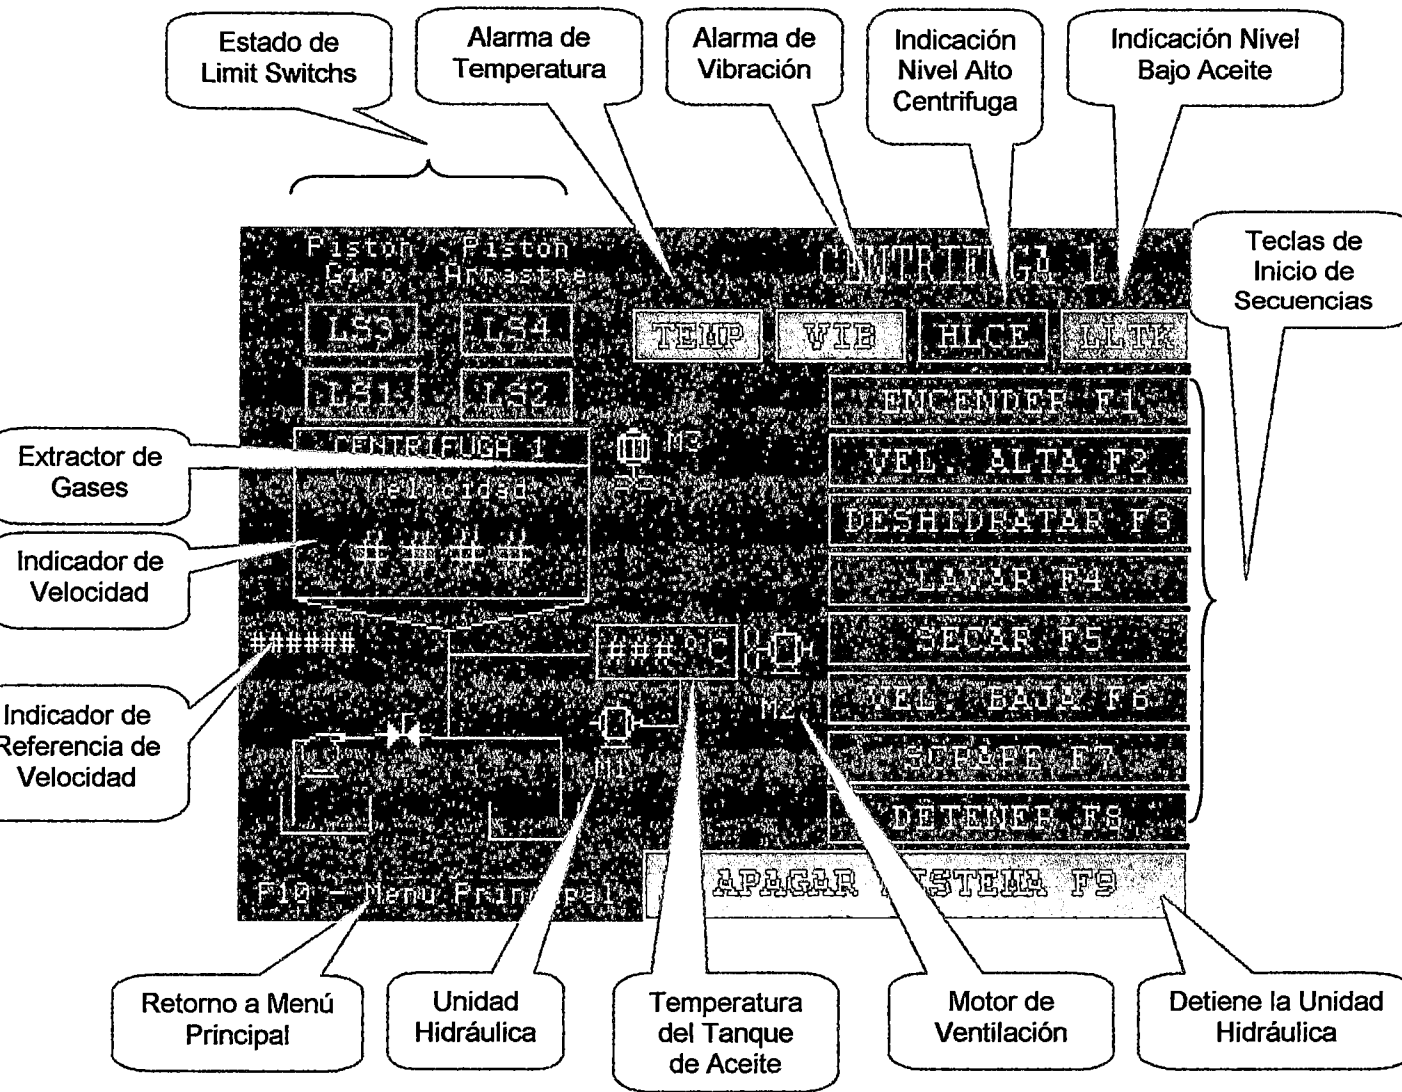 Estado de
Limit Switchs
Alarma de
Temperatura
Alarma de
Vibración
Indicación
Nivel Alto
Centrifuga
Indicación Nivel
Bajo Aceite
Teclas de
Inicio de
Secuencias
Piston Piston
Giro Arrastre
CENTRIFUGA 1
LS3 LS4
TEMP VIB HLCE LLTK
LS1 LS2
ENCENDER F1
CENTRIFUGA 1
M3
VEL. ALTA F2
Velocidad
DESHIDRATAR F3
####
LAVAR F4
######
###°C
SECAR F5
M2
VEL. BAJA F6
M1
F7
DETENER F8
F10 - Menu Principal
APAGAR SISTEMA F9
Extractor de
Gases
Indicador de
Velocidad
Indicador de
Referencia de
Velocidad
Retorno a Menú
Principal
Unidad
Hidráulica
Temperatura
del Tanque
de Aceite
Motor de
Ventilación
Detiene la Unidad
Hidráulica